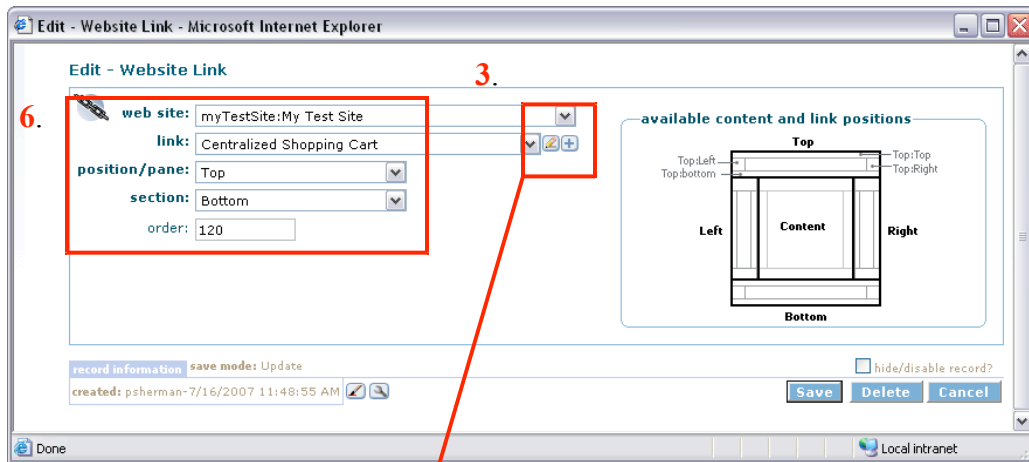 Edit - Website Link - Microsoft Internet Explorer
Edit - Website Link
3.
6.
web site: myTestSite:My Test Site
link: Centralized Shopping Cart
position/pane: Top
section: Bottom
order: 120
available content and link positions
Top
Top:Left
Top:Top
Top:bottom
Top:Right
Left
Content
Right
Bottom
record information save mode: Update
hide/disable record?
created: psherman-7/16/2007 11:48:55 AM
Save Delete Cancel
Done
Local intranet